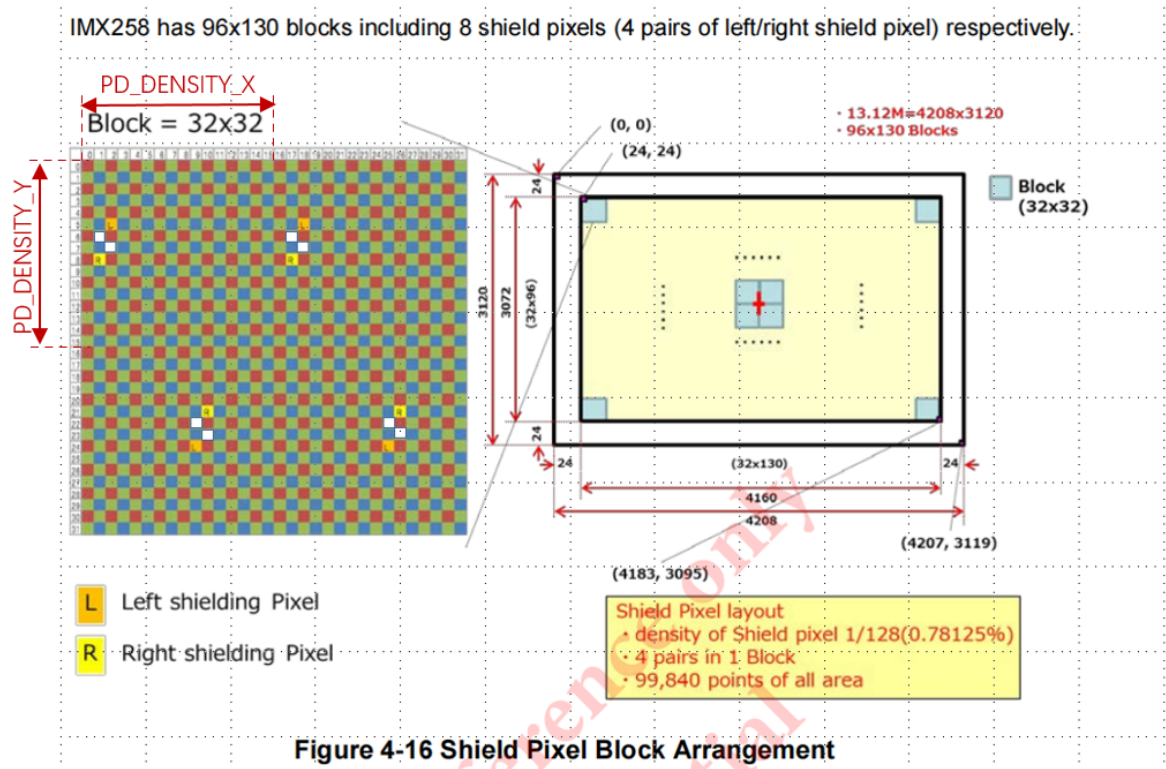 IMX258 has 96x130 blocks including 8 shield pixels (4 pairs of left/right shield pixel) respectively.
PD_DENSITY_X
Block = 32x32
PD_DENSITY_Y
L
L
R
R
R
R
L
L
(0, 0)
(24, 24)
・13.12M=4208x3120
・96x130 Blocks
Block
(32x32)
24
3120
3072
(32x96)
24
24
(32x130)
24
4160
4208
(4207, 3119)
(4183, 3095)
L Left shielding Pixel
R Right shielding Pixel
Shield Pixel layout
・density of Shield pixel 1/128(0.78125%)
・4 pairs in 1 Block
・99,840 points of all area
Figure 4-16 Shield Pixel Block Arrangement
erence only
tial